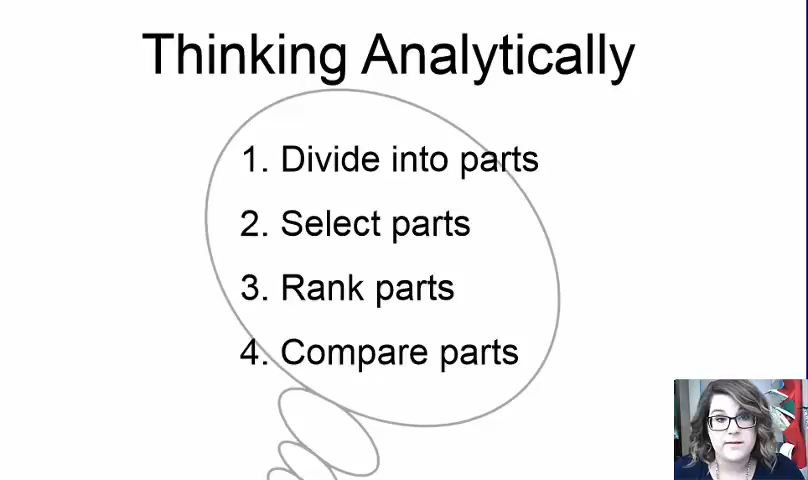 Thinking Analytically
1. Divide into parts
2. Select parts
3. Rank parts
4. Compare parts